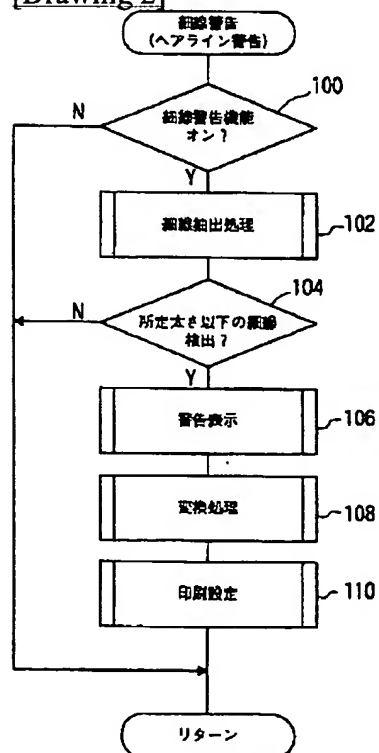 [Drawing 2]
細線警告
(ヘアライン警告)
100
N
細線警告機能
オン?
Y
細線抽出処理
102
104
N
所定太さ以下の細線
検出?
Y
警告表示
106
変換処理
108
印刷設定
110
リターン